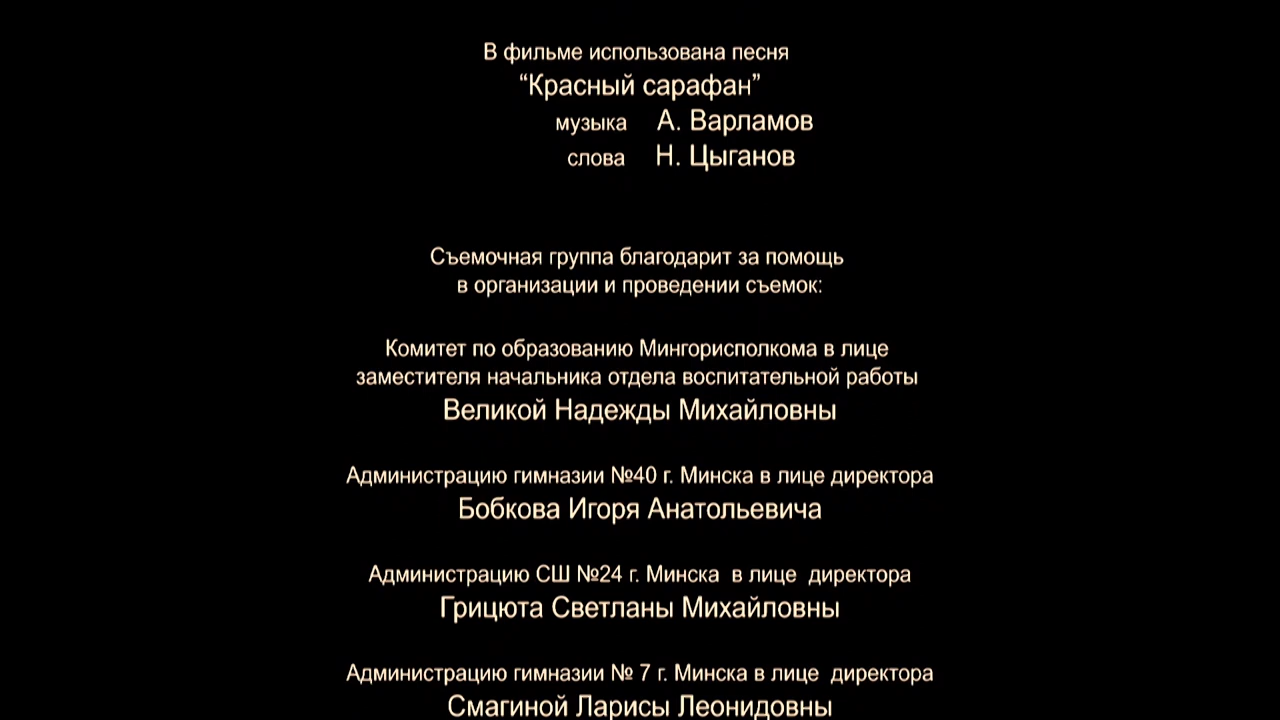 В фильме использована песня
“Красный сарафан”
музыка А. Варламов
слова Н. Цыганов
Съемочная группа благодарит за помощь
в организации и проведении съемок:
Комитет по образованию Мингорисполкома в лице
заместителя начальника отдела воспитательной работы
Великой Надежды Михайловны
Администрацию гимназии №40 г. Минска в лице директора
Бобкова Игоря Анатольевича
Администрацию СШ №24 г. Минска в лице директора
Грицюта Светланы Михайловны
Администрацию гимназии № 7 г. Минска в лице директора
Смагиной Ларисы Леонидовны